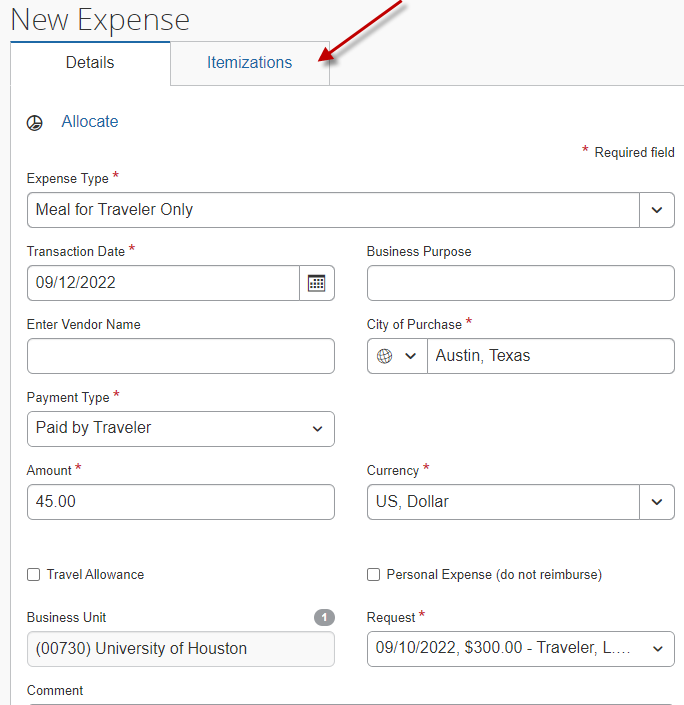 New Expense
Details Itemizations
Allocate
* Required field
Expense Type *
Meal for Traveler Only
Transaction Date * Business Purpose
09/12/2022
Enter Vendor Name City of Purchase *
Austin, Texas
Payment Type *
Paid by Traveler
Amount * Currency *
45.00 US, Dollar
Travel Allowance Personal Expense (do not reimburse)
Business Unit 1 Request *
(00730) University of Houston 09/10/2022, $300.00 - Traveler, L....
Comment